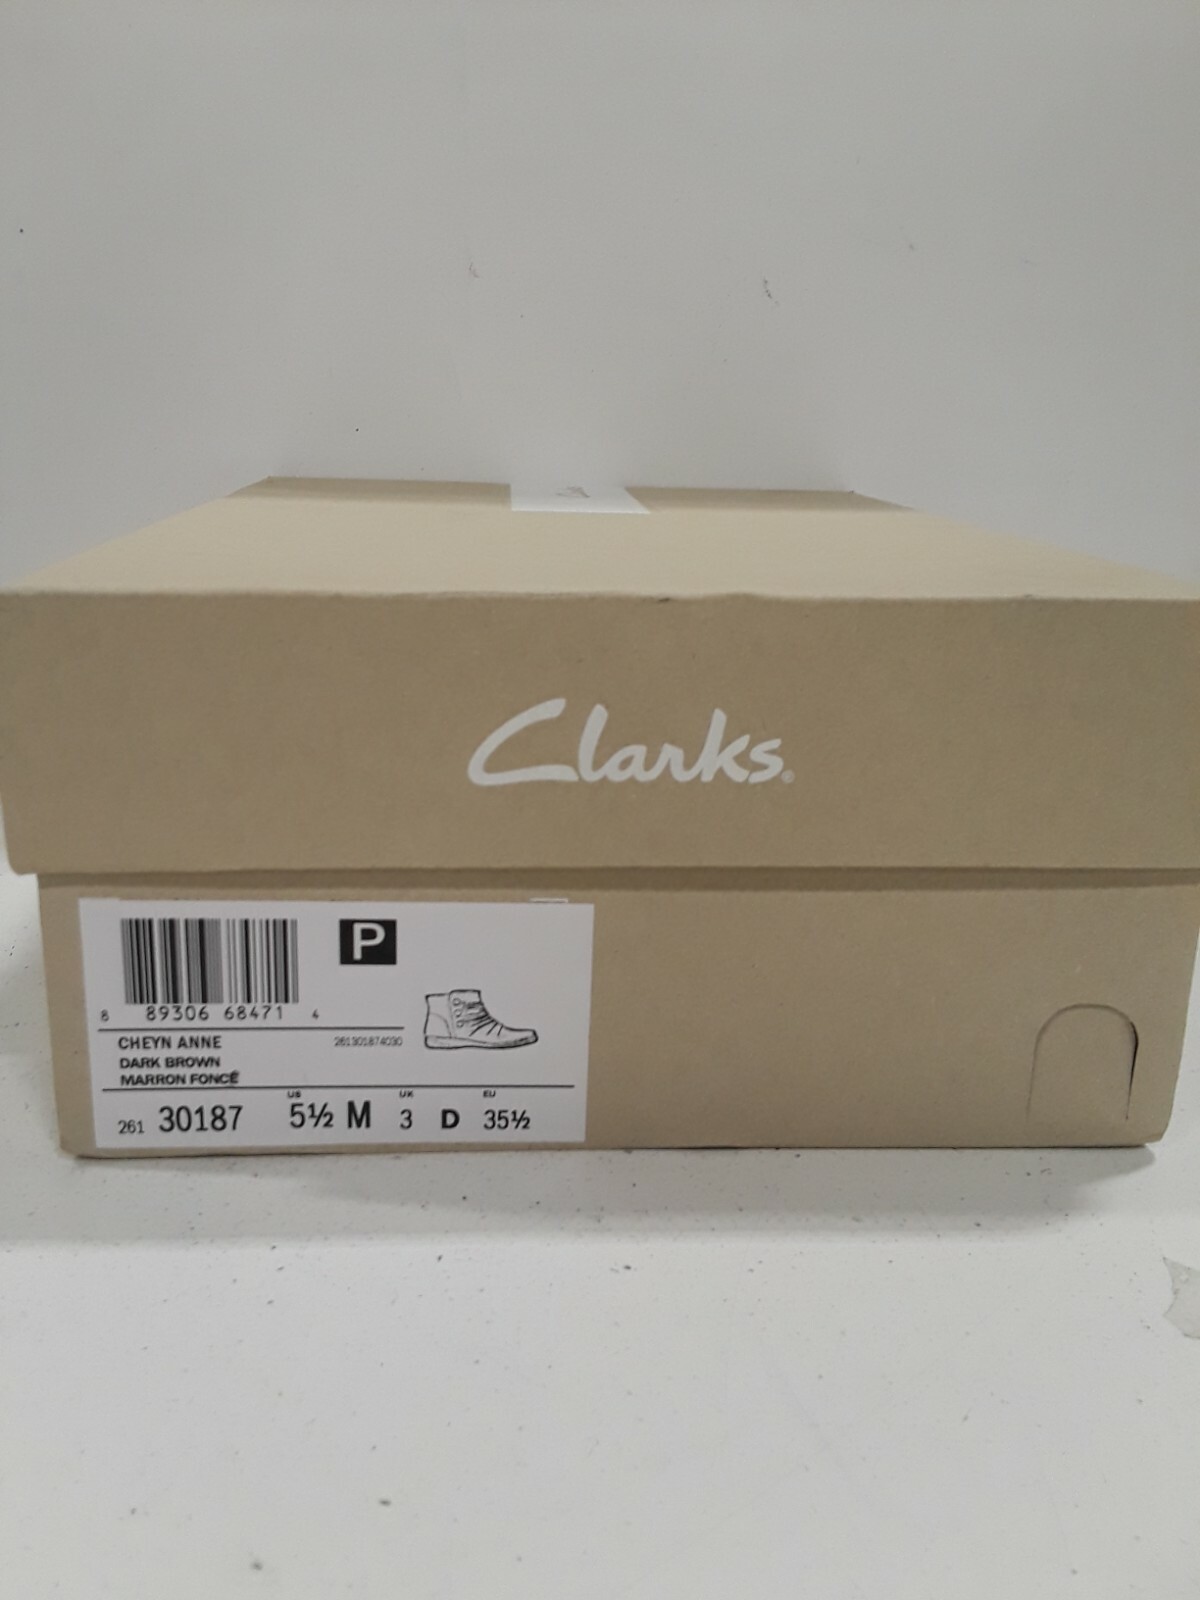 Clarks®
P
8 89306 68471 4
CHEYN ANNE 261301874030
DARK BROWN
MARRON FONCÉ
US UK EU
261 30187 5½ M 3 D 35½